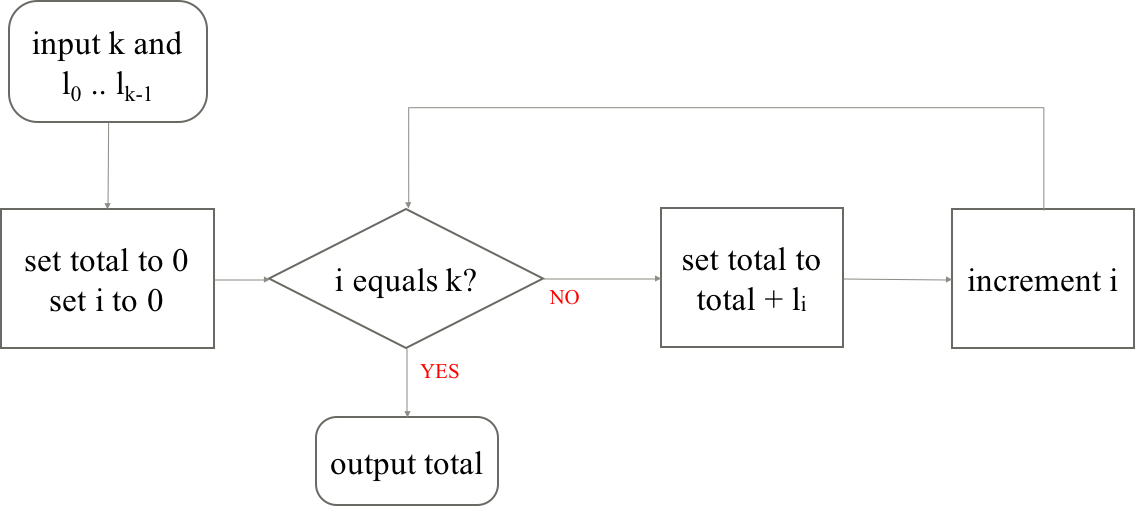 input k and
l₀ .. lₖ₋₁
set total to 0
set i to 0
i equals k?
NO
set total to
total + lᵢ
increment i
YES
output total